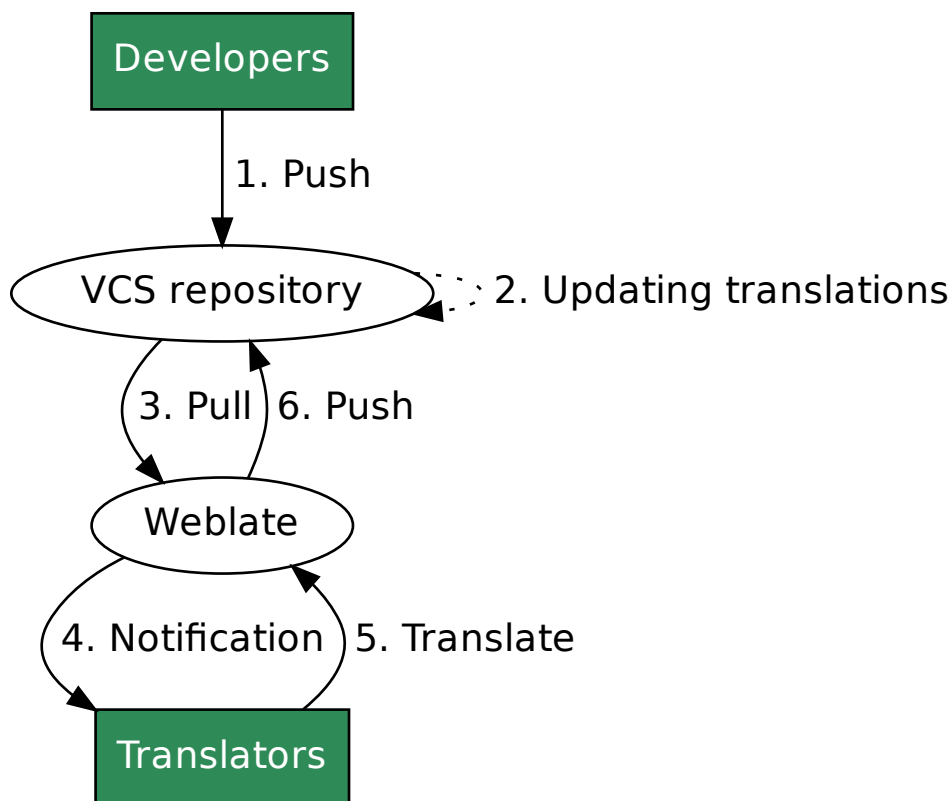 Developers
1. Push
VCS repository
2. Updating translations
3. Pull
6. Push
Weblate
4. Notification
5. Translate
Translators